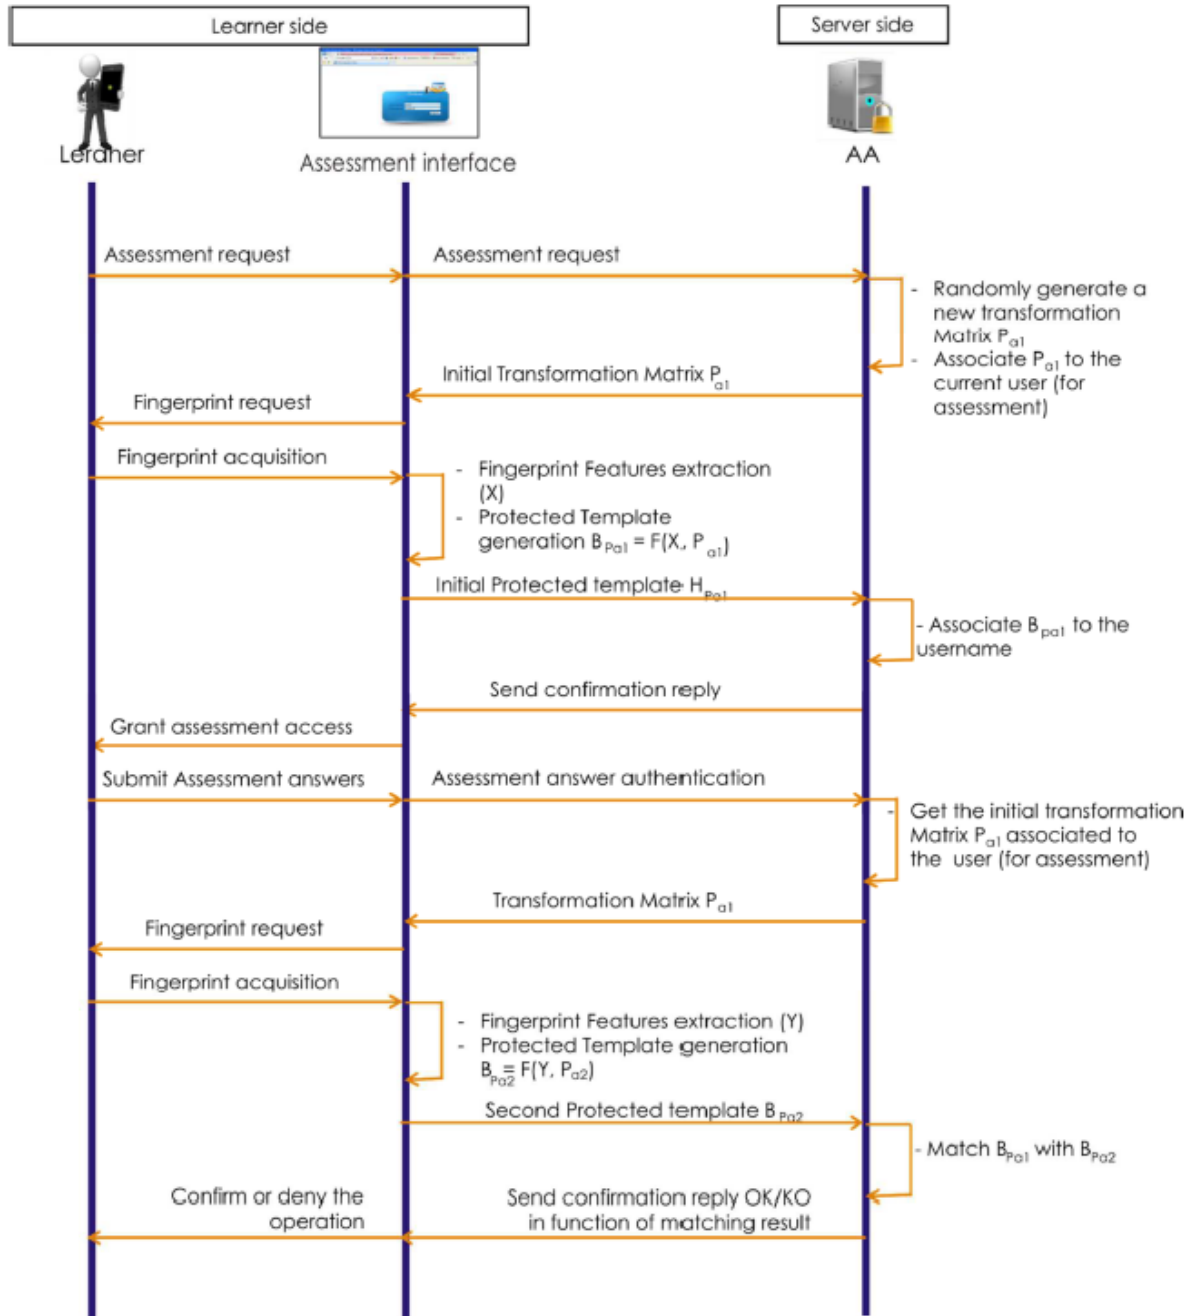 Learner side
Server side
Lerdner
Assessment interface
AA
Assessment request
Assessment request
- Randomly generate a
new transformation
Matrix Pa1
- Associate Pa1 to the
current user (for
assessment)
Initial Transformation Matrix Pa1
Fingerprint request
Fingerprint acquisition
- Fingerprint Features extraction
(X)
- Protected Template
generation BPa1 = F(X, Pa1)
Initial Protected template HPa1
- Associate Bpa1 to the
username
Send confirmation reply
Grant assessment access
Submit Assessment answers
Assessment answer authentication
- Get the initial transformation
Matrix Pa1 associated to
the user (for assessment)
Transformation Matrix Pa1
Fingerprint request
Fingerprint acquisition
- Fingerprint Features extraction (Y)
- Protected Template generation
BPa2= F(Y, Pa2)
Second Protected template BPa2
- Match BPa1 with BPa2
Confirm or deny the
operation
Send confirmation reply OK/KO
in function of matching result